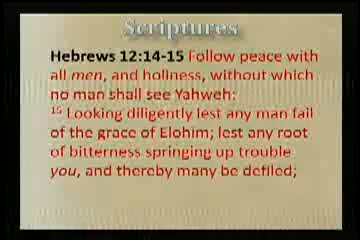 Scriptures
Hebrews 12:14-15 Follow peace with
all men, and holiness, without which
no man shall see Yahweh:
15 Looking diligently lest any man fail
of the grace of Elohim; lest any root
of bitterness springing up trouble
you, and thereby many be defiled;